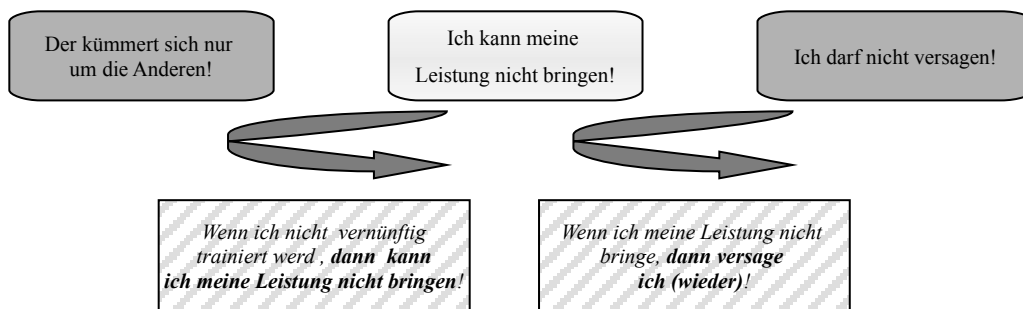 Der kümmert sich nur
um die Anderen!
Ich kann meine
Leistung nicht bringen!
Ich darf nicht versagen!
Wenn ich nicht vernünftig
trainiert werd , dann kann
ich meine Leistung nicht bringen!
Wenn ich meine Leistung nicht
bringe, dann versage
ich (wieder)!